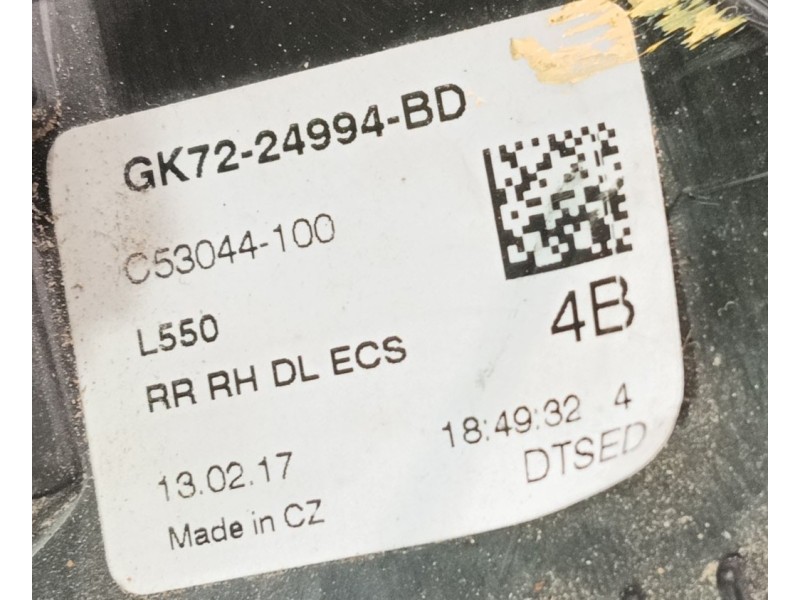 GK72-24994-BD
C53044-100
L550
4B
RR RH DL ECS
18:49:32 4
13.02.17
DTSED
Made in CZ